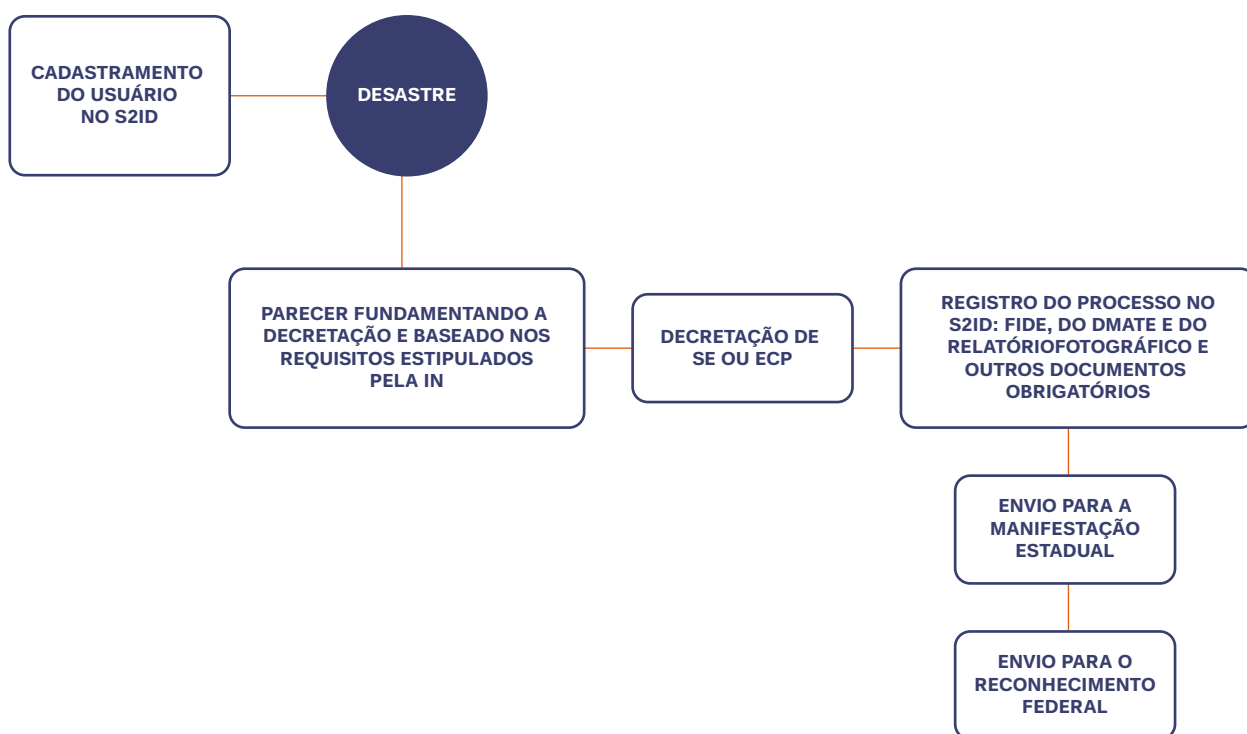 CADASTRAMENTO
DO USUÁRIO
NO S2ID
DESASTRE
PARECER FUNDAMENTANDO A
DECRETAÇÃO E BASEADO NOS
REQUISITOS ESTIPULADOS
PELA IN
DECRETAÇÃO DE
SE OU ECP
REGISTRO DO PROCESSO NO
S2ID: FIDE, DO DMATE E DO
RELATÓRIOFOTOGRÁFICO E
OUTROS DOCUMENTOS
OBRIGATÓRIOS
ENVIO PARA A
MANIFESTAÇÃO
ESTADUAL
ENVIO PARA O
RECONHECIMENTO
FEDERAL